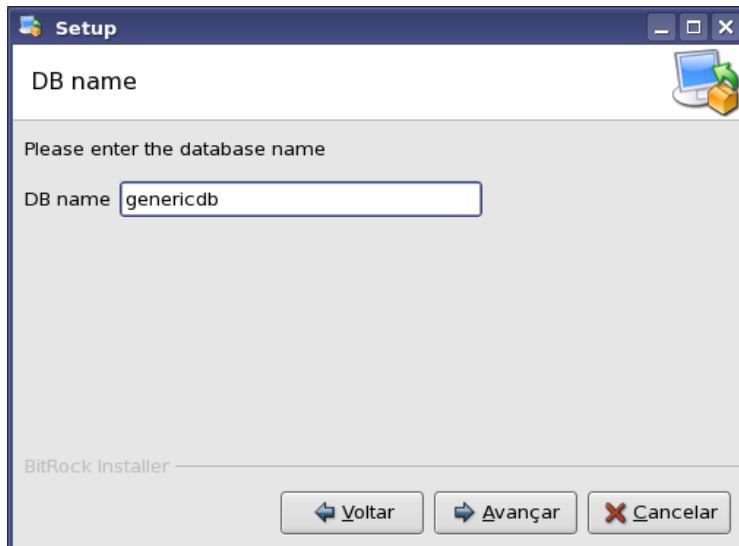 Setup
DB name
Please enter the database name
DB name genericdb
BitRock Installer
Voltar Avançar Cancelar